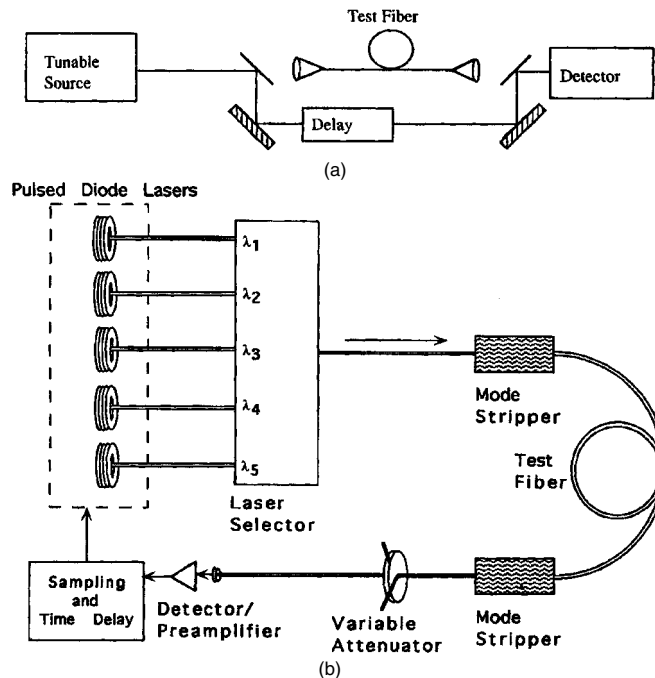 Test Fiber
Tunable
Source
Delay
Detector
(a)
Pulsed Diode Lasers
λ1
λ2
λ3
λ4
λ5
Laser
Selector
Mode
Stripper
Test
Fiber
Sampling
and
Time Delay
Detector/
Preamplifier
Variable
Attenuator
Mode
Stripper
(b)